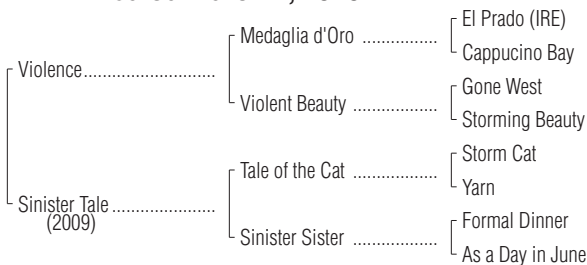 El Prado (IRE)
Medaglia d'Oro ..................
Cappucino Bay
Violence...............................
Gone West
Violent Beauty ....................
Storming Beauty
Storm Cat
Tale of the Cat ....................
Yarn
Sinister Tale ........................
(2009)
Formal Dinner
Sinister Sister ....................
As a Day in June